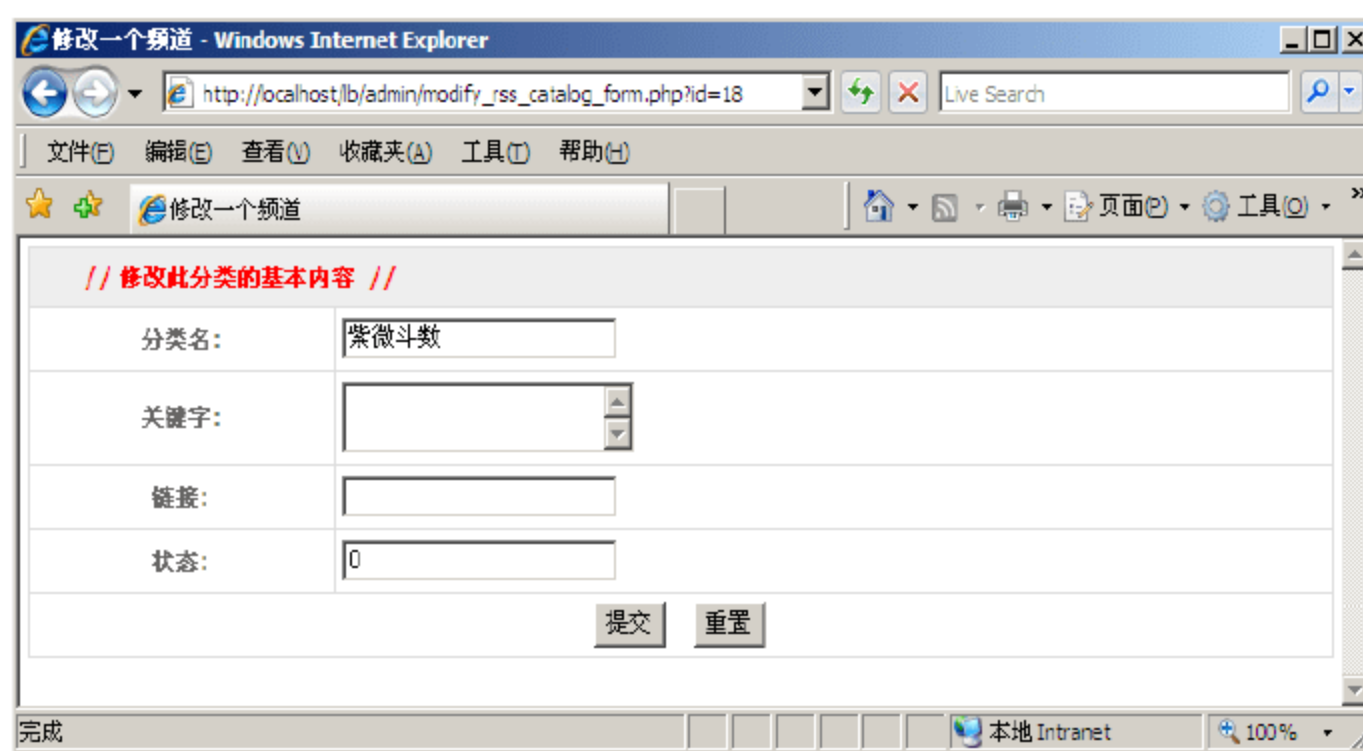 修改一个频道 - Windows Internet Explorer
http://localhost/lb/admin/modify_rss_catalog_form.php?id=18 Live Search
文件(F) 编辑(E) 查看(V) 收藏夹(A) 工具(T) 帮助(H)
修改一个频道 页面(P) 工具(O) »
// 修改此分类的基本内容 //
分类名: 紫微斗数
关键字:
链接:
状态: 0
提交 重置
完成 本地 Intranet 100%